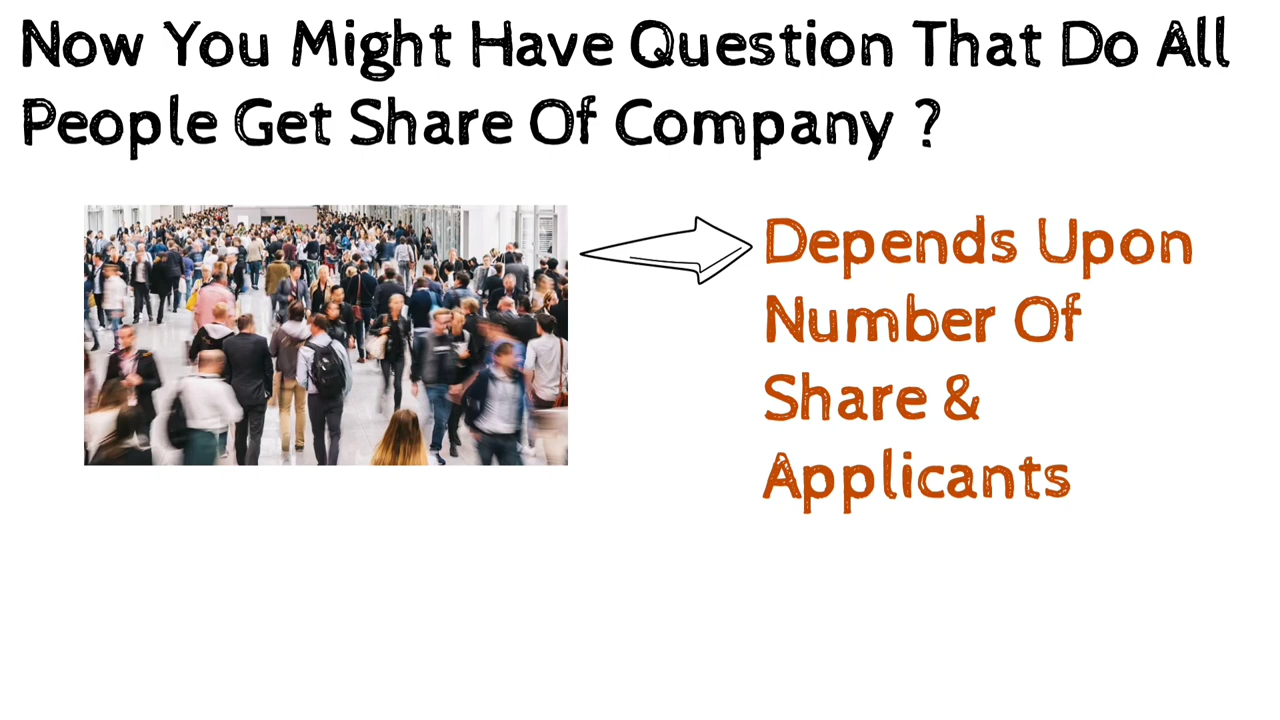 Now You Might Have Question That Do All
People Get Share Of Company ?
Depends Upon
Number Of
Share &
Applicants